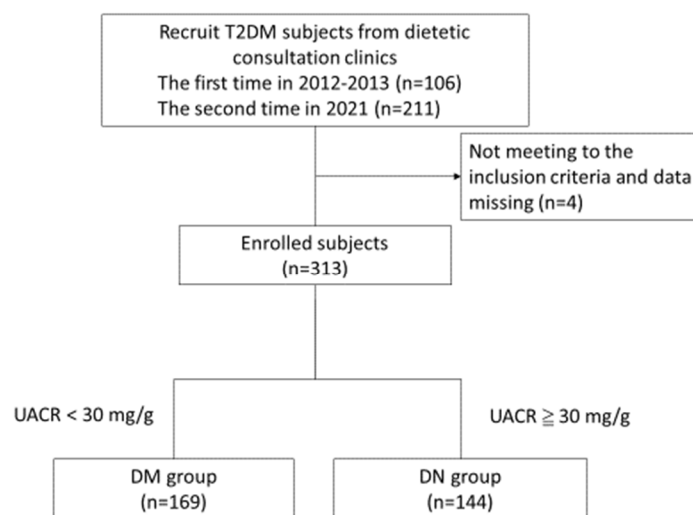 Recruit T2DM subjects from dietetic
consultation clinics
The first time in 2012-2013 (n=106)
The second time in 2021 (n=211)
Not meeting to the
inclusion criteria and data
missing (n=4)
Enrolled subjects
(n=313)
UACR < 30 mg/g
UACR ≧ 30 mg/g
DM group
(n=169)
DN group
(n=144)